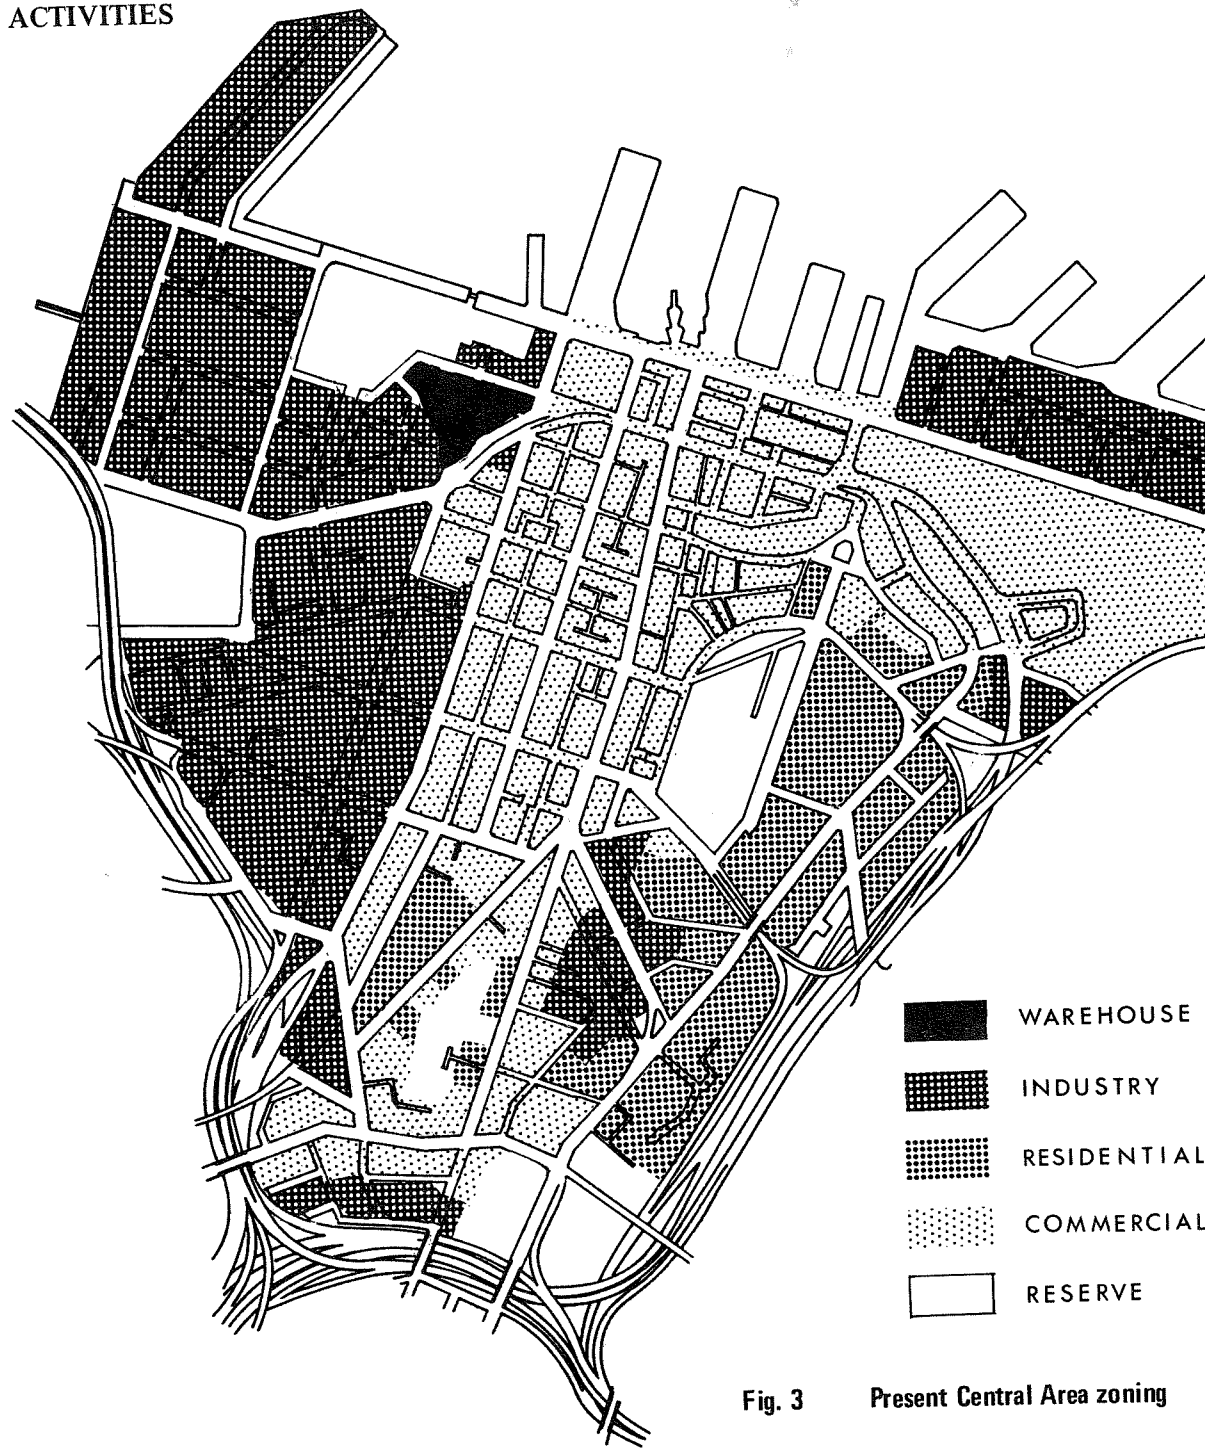 ACTIVITIES
WAREHOUSE
INDUSTRY
RESIDENTIAL
COMMERCIAL
RESERVE
Fig. 3 Present Central Area zoning